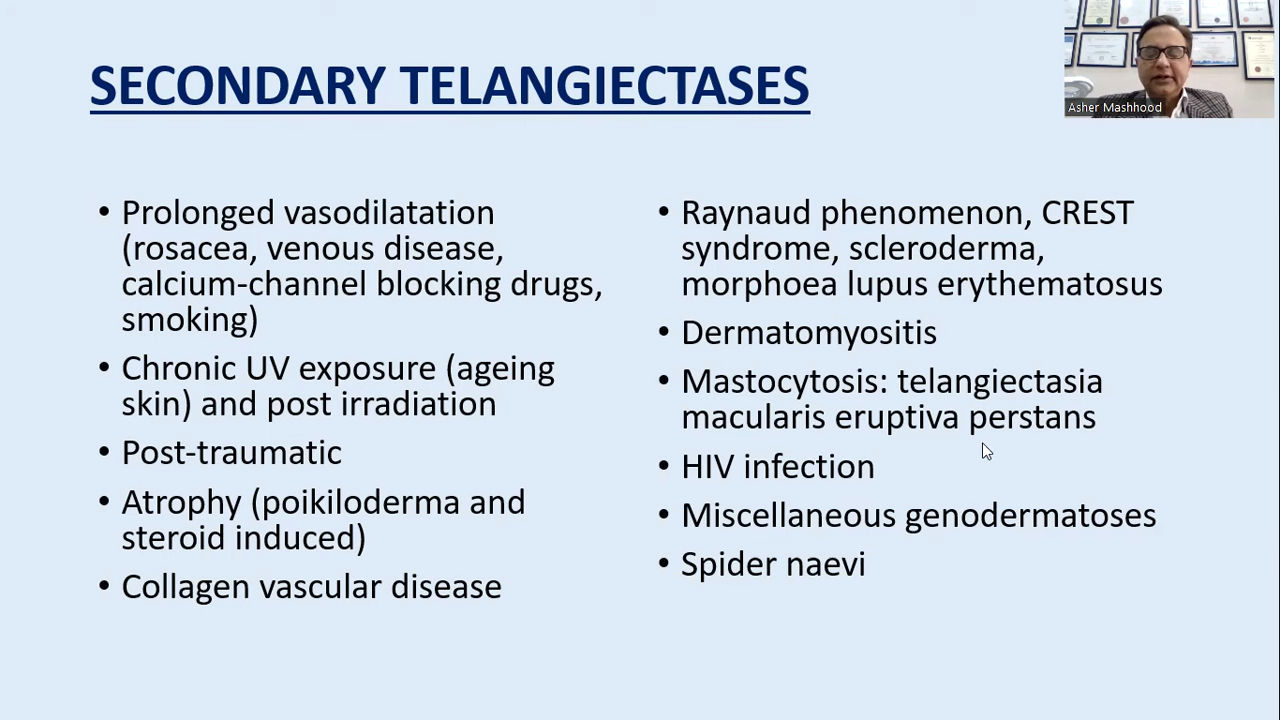 SECONDARY TELANGIECTASES
Asher Mashhood
• Prolonged vasodilatation
(rosacea, venous disease,
calcium-channel blocking drugs,
smoking)
• Chronic UV exposure (ageing
skin) and post irradiation
• Post-traumatic
• Atrophy (poikiloderma and
steroid induced)
• Collagen vascular disease
• Raynaud phenomenon, CREST
syndrome, scleroderma,
morphoea lupus erythematosus
• Dermatomyositis
• Mastocytosis: telangiectasia
macularis eruptiva perstans
• HIV infection
• Miscellaneous genodermatoses
• Spider naevi